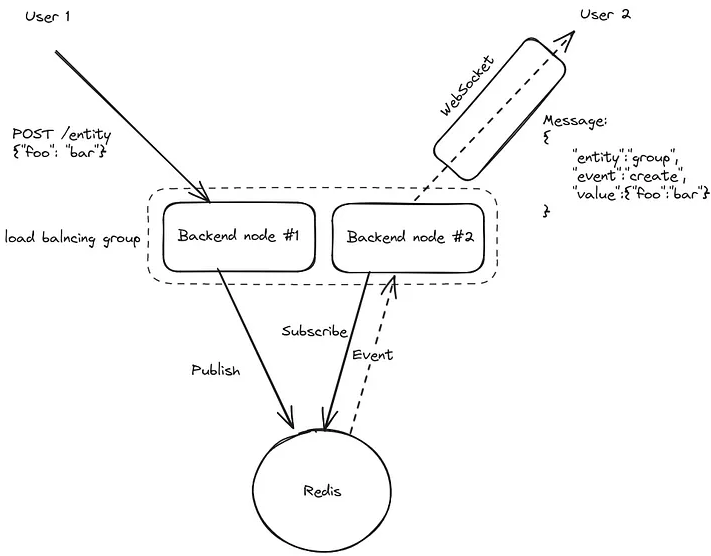 User 1
User 2
WebSocket
POST /entity
{"foo": "bar"}
Message:
{
"entity":"group",
"event":"create",
"value":{"foo":"bar"}
}
load balncing group
Backend node #1
Backend node #2
Subscribe
Event
Publish
Redis